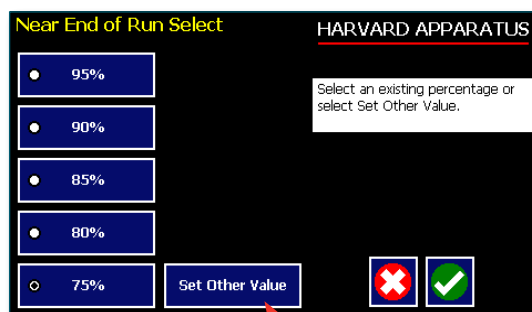 Near End of Run Select
HARVARD APPARATUS
95%
Select an existing percentage or
select Set Other Value.
90%
85%
80%
75%
Set Other Value